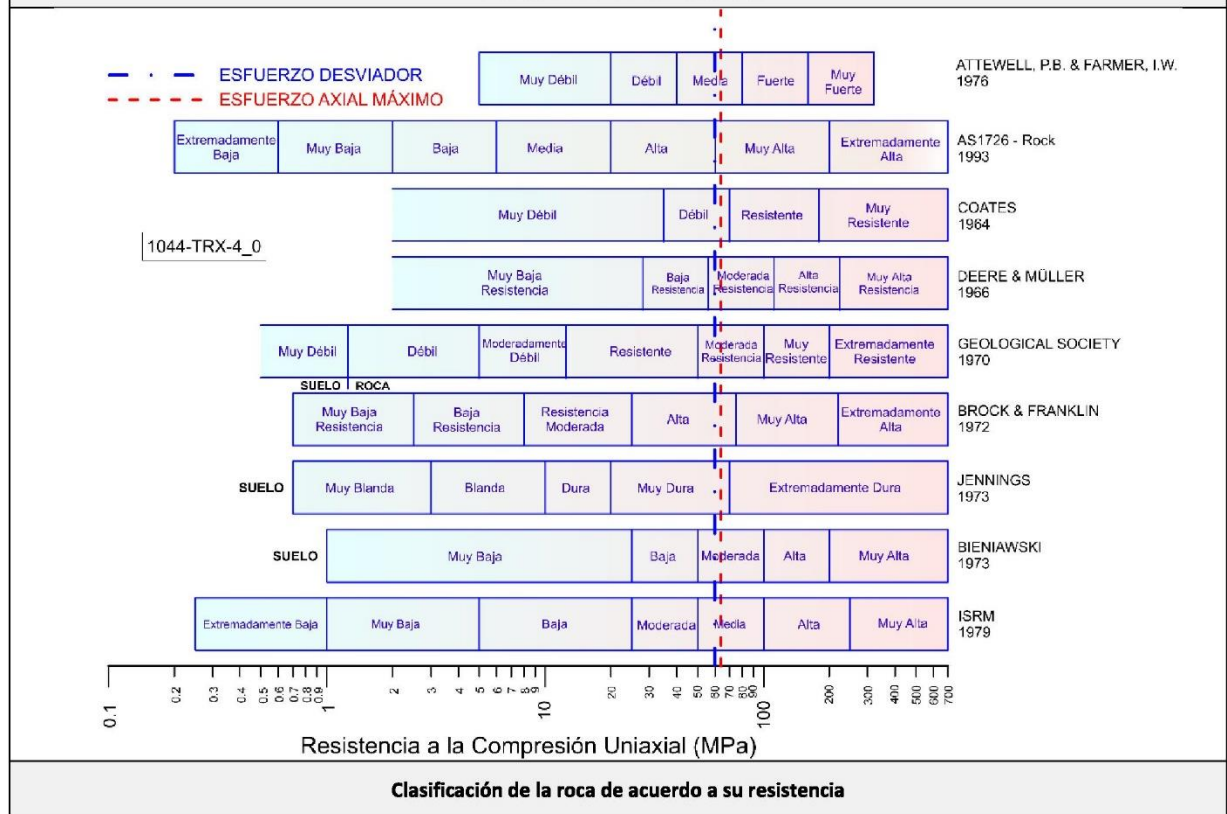 ESFUERZO DESVIADOR
ESFUERZO AXIAL MÁXIMO
Muy Débil
Débil
Media
Fuerte
Muy
Fuerte
ATTEWELL, P.B. & FARMER, I.W.
1976
Extremadamente
Baja
Muy Baja
Baja
Media
Alta
Muy Alta
Extremadamente
Alta
AS1726 - Rock
1993
Muy Débil
Débil
Resistente
Muy
Resistente
COATES
1964
1044-TRX-4_0
Muy Baja
Resistencia
Baja
Resistencia
Moderada
Resistencia
Alta
Resistencia
Muy Alta
Resistencia
DEERE & MÜLLER
1966
Muy Débil
Débil
Moderadamente
Débil
Resistente
Moderada
Resistencia
Muy
Resistente
Extremadamente
Resistente
GEOLOGICAL SOCIETY
1970
SUELO ROCA
Muy Baja
Resistencia
Baja
Resistencia
Resistencia
Moderada
Alta
Muy Alta
Extremadamente
Alta
BROCK & FRANKLIN
1972
SUELO
Muy Blanda
Blanda
Dura
Muy Dura
Extremadamente Dura
JENNINGS
1973
SUELO
Muy Baja
Baja
Moderada
Alta
Muy Alta
BIENIAWSKI
1973
Extremadamente Baja
Muy Baja
Baja
Moderada
Media
Alta
Muy Alta
ISRM
1979
0.1 0.2 0.3 0.4 0.5 0.6 0.7 0.8 0.9 1 2 3 4 5 6 7 8 9 10 20 30 40 50 60 70 80 90 100 200 300 400 500 600 700
Resistencia a la Compresión Uniaxial (MPa)
Clasificación de la roca de acuerdo a su resistencia